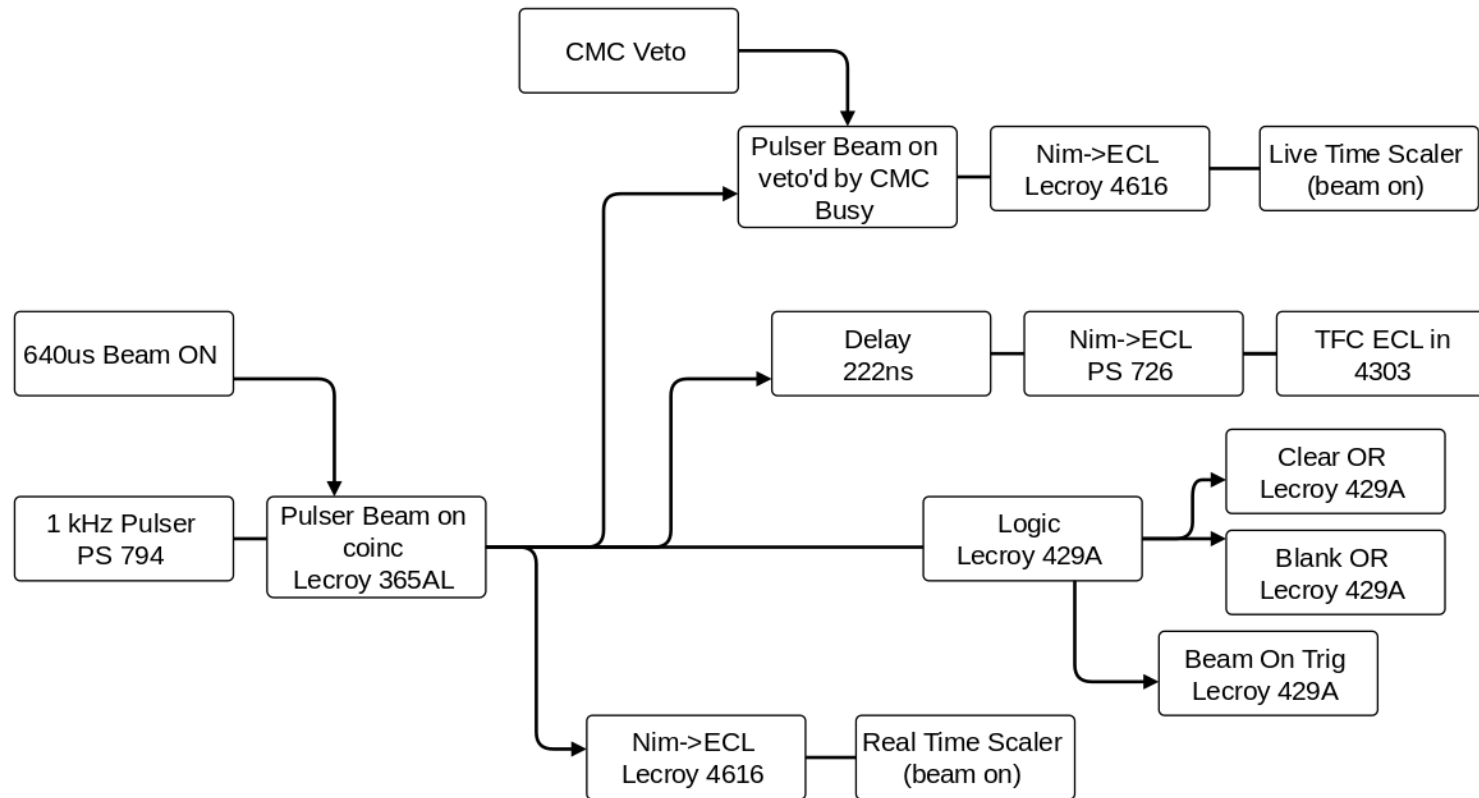 CMC Veto
Pulser Beam on
veto'd by CMC
Busy
Nim->ECL
Lecroy 4616
Live Time Scaler
(beam on)
640us Beam ON
Delay
222ns
Nim->ECL
PS 726
TFC ECL in
4303
1 kHz Pulser
PS 794
Pulser Beam on
coinc
Lecroy 365AL
Logic
Lecroy 429A
Clear OR
Lecroy 429A
Blank OR
Lecroy 429A
Beam On Trig
Lecroy 429A
Nim->ECL
Lecroy 4616
Real Time Scaler
(beam on)